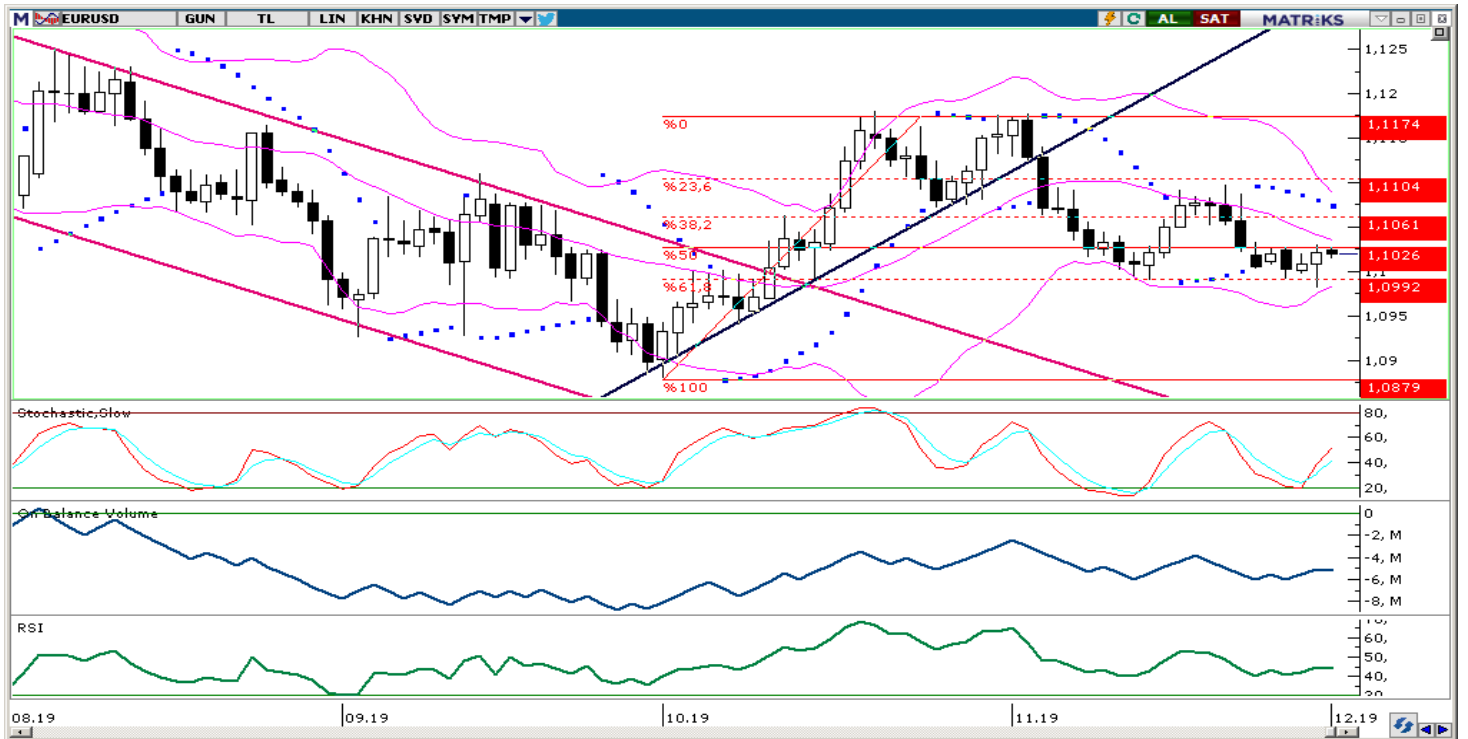 M EURUSD GUN TL LIN KHN SVD SYM TMP AL SAT MATRİKS
1,125
1,12
%0
1,1174
%23,6
1,1104
%38,2
1,1061
%50
1,1026
1,1
%61,8
1,0992
1,095
1,09
%100
1,0879
Stochastic,Slow
80,
60,
40,
20,
On Balance Volume
0
-2, M
-4, M
-6, M
-8, M
RSI
60,
50,
40,
08.19 09.19 10.19 11.19 12.19